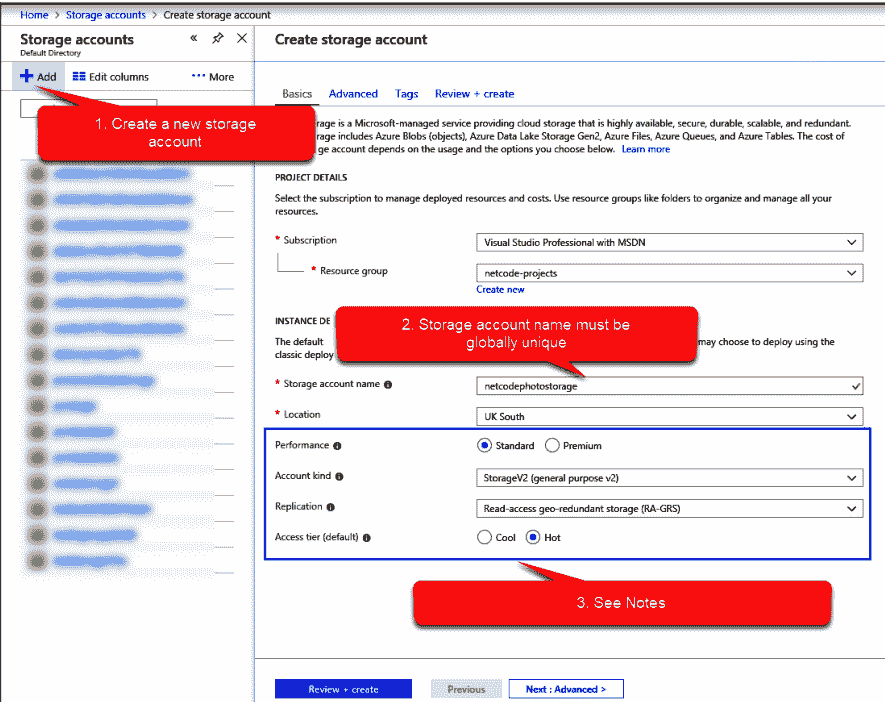 Home > Storage accounts > Create storage account
Storage accounts
Default Directory
Add
Edit columns
More
1. Create a new storage
account
Create storage account
Basics
Advanced
Tags
Review + create
rage is a Microsoft-managed service providing cloud storage that is highly available, secure, durable, scalable, and redundant.
rage includes Azure Blobs (objects), Azure Data Lake Storage Gen2, Azure Files, Azure Queues, and Azure Tables. The cost of
ge account depends on the usage and the options you choose below. Learn more
PROJECT DETAILS
Select the subscription to manage deployed resources and costs. Use resource groups like folders to organize and manage all your
resources.
* Subscription
Visual Studio Professional with MSDN
* Resource group
netcode-projects
Create new
INSTANCE DE
2. Storage account name must be
globally unique
The default may choose to deploy using the
classic deploy
* Storage account name
netcodephotostorage
* Location
UK South
Performance
Standard
Premium
Account kind
StorageV2 (general purpose v2)
Replication
Read-access geo-redundant storage (RA-GRS)
Access tier (default)
Cool
Hot
3. See Notes
Review + create
Previous
Next : Advanced >